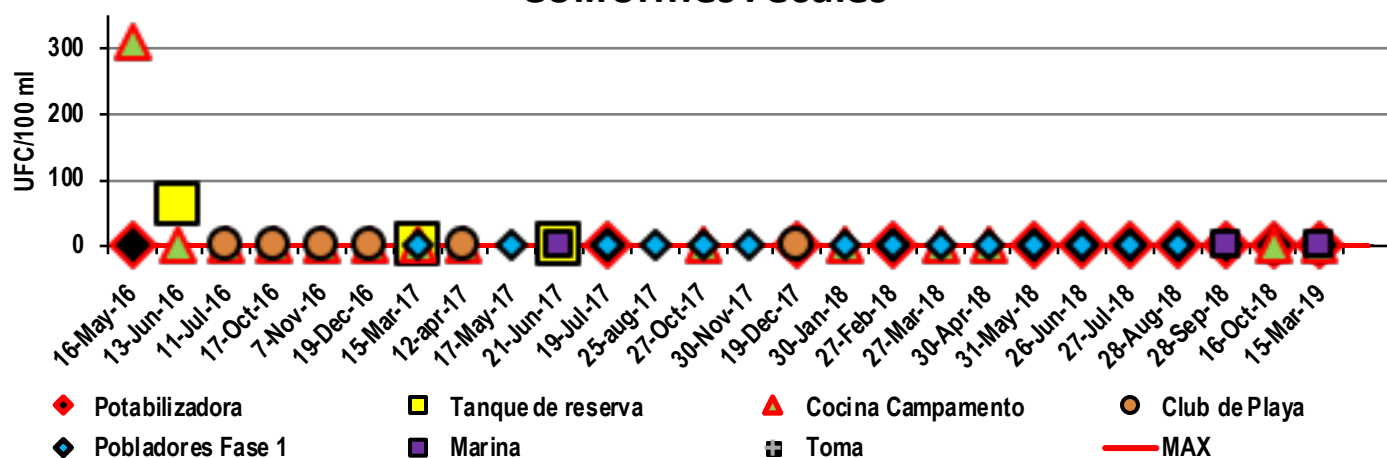 Coliformes Fecales
UFC/100 ml
300
200
100
0
16-May-16
13-Jun-16
11-Jul-16
17-Oct-16
7-Nov-16
19-Dec-16
15-Mar-17
12-apr-17
17-May-17
21-Jun-17
19-Jul-17
25-aug-17
27-Oct-17
30-Nov-17
19-Dec-17
30-Jan-18
27-Feb-18
27-Mar-18
30-Apr-18
31-May-18
26-Jun-18
27-Jul-18
28-Aug-18
28-Sep-18
16-Oct-18
15-Mar-19
Potabilizadora Tanque de reserva Cocina Campamento Club de Playa
Pobladores Fase 1 Marina Toma MAX